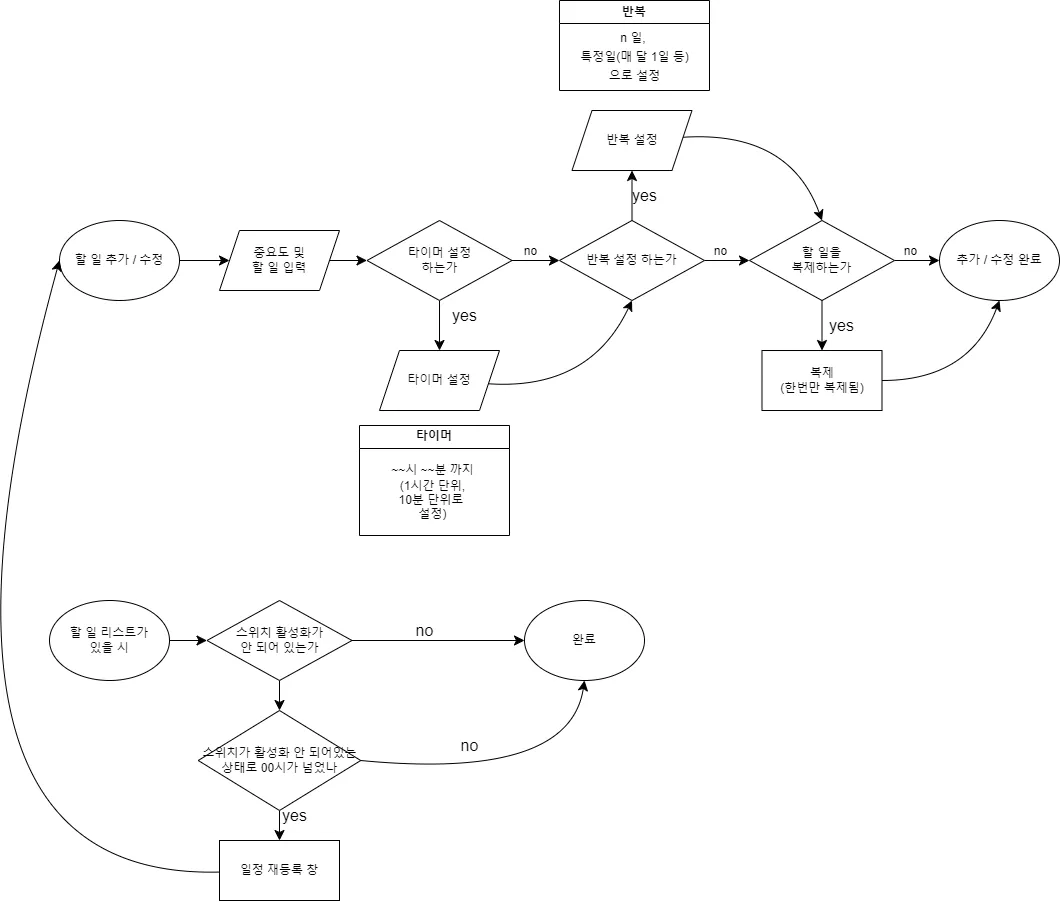 반복
n 일,
특정일(매 달 1일 등)
으로 설정
반복 설정
yes
할 일 추가 / 수정
중요도 및
할 일 입력
타이머 설정
하는가
no
반복 설정 하는가
no
할 일을
복제하는가
no
추가 / 수정 완료
yes
타이머 설정
yes
복제
(한번만 복제됨)
타이머
~~시 ~~분 까지
(1시간 단위,
10분 단위로
설정)
할 일 리스트가
있을 시
스위치 활성화가
안 되어 있는가
no
완료
스위치가 활성화 안 되어있는
상태로 00시가 넘었나
no
yes
일정 재등록 창